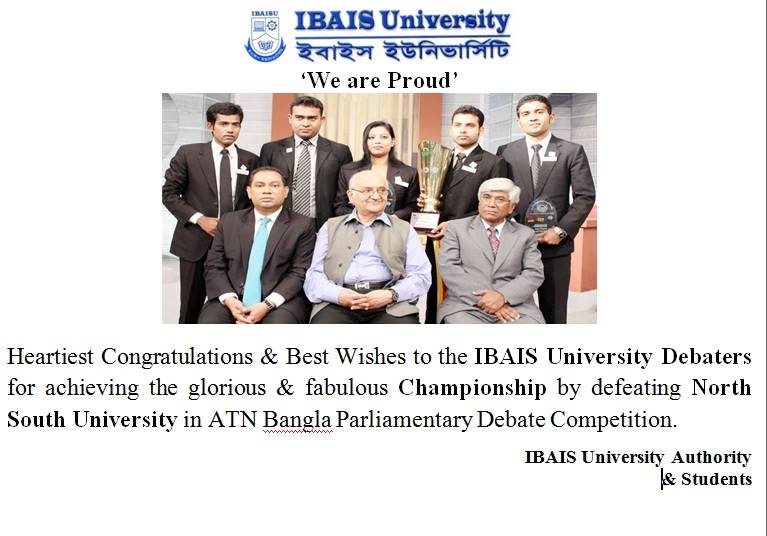 IBAISU
IBAIS University
ইবাইস ইউনিভার্সিটি
‘We are Proud’
Heartiest Congratulations & Best Wishes to the IBAIS University Debaters
for achieving the glorious & fabulous Championship by defeating North
South University in ATN Bangla Parliamentary Debate Competition.
IBAIS University Authority
& Students